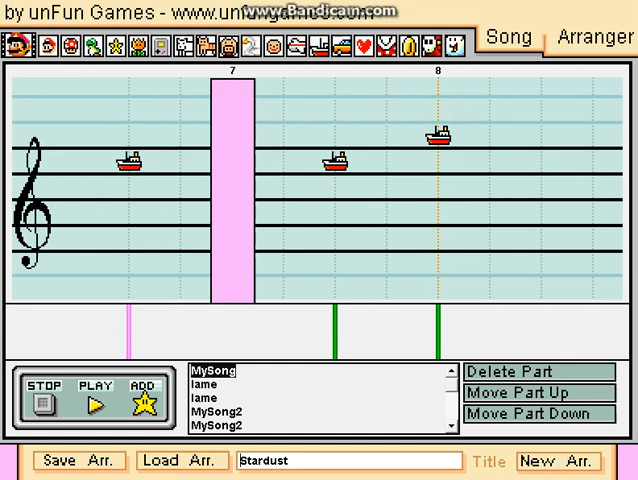 by unFun Games - www.unfungames.com
www.Bandicam.com
Song
Arranger
7
8
STOP
PLAY
ADD
MySong
lame
lame
MySong2
MySong2
Delete Part
Move Part Up
Move Part Down
Save Arr.
Load Arr.
Stardust
Title
New Arr.